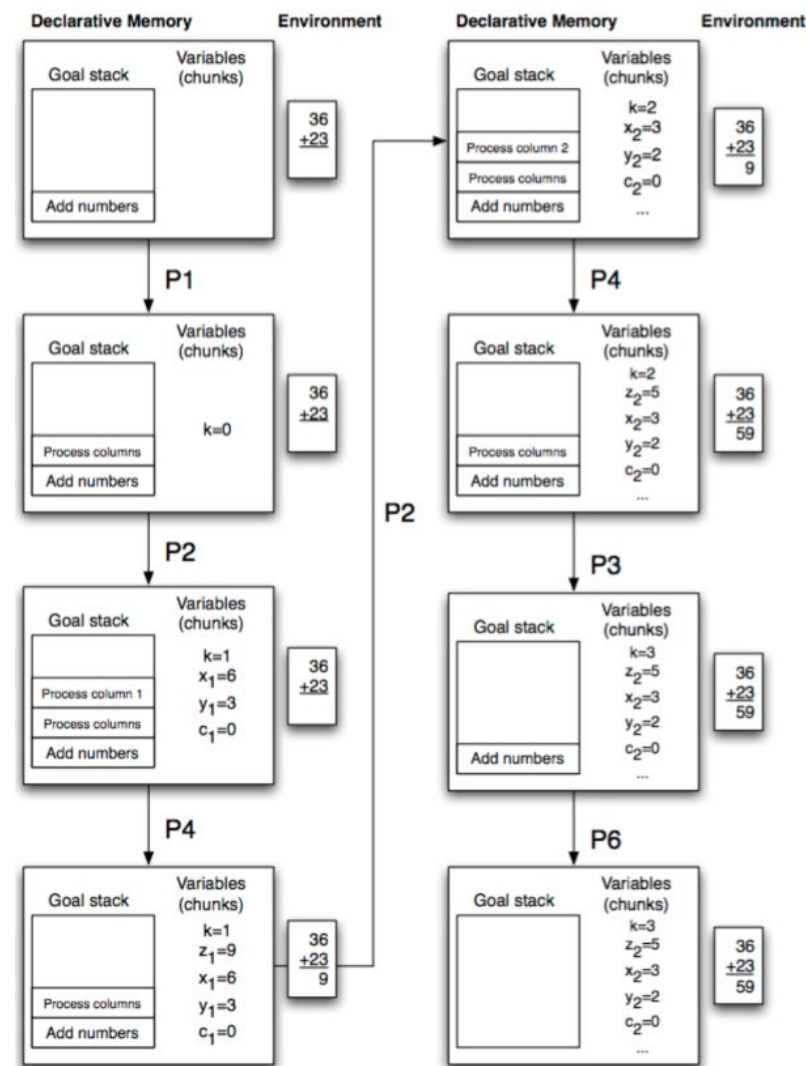 Declarative Memory
Environment
Goal stack
Variables
(chunks)
Add numbers
36
+23
P1
Goal stack
Variables
(chunks)
k=0
Process columns
Add numbers
36
+23
P2
Goal stack
Variables
(chunks)
k=1
x1=6
y1=3
c1=0
Process column 1
Process columns
Add numbers
36
+23
P4
Goal stack
Variables
(chunks)
k=1
z1=9
x1=6
y1=3
c1=0
Process columns
Add numbers
36
+23
9
P2
Declarative Memory
Environment
Goal stack
Variables
(chunks)
k=2
x2=3
y2=2
c2=0
...
Process column 2
Process columns
Add numbers
36
+23
9
P4
Goal stack
Variables
(chunks)
k=2
z2=5
x2=3
y2=2
c2=0
...
Process columns
Add numbers
36
+23
59
P3
Goal stack
Variables
(chunks)
k=3
z2=5
x2=3
y2=2
c2=0
...
Add numbers
36
+23
59
P6
Goal stack
Variables
(chunks)
k=3
z2=5
x2=3
y2=2
c2=0
...
36
+23
59